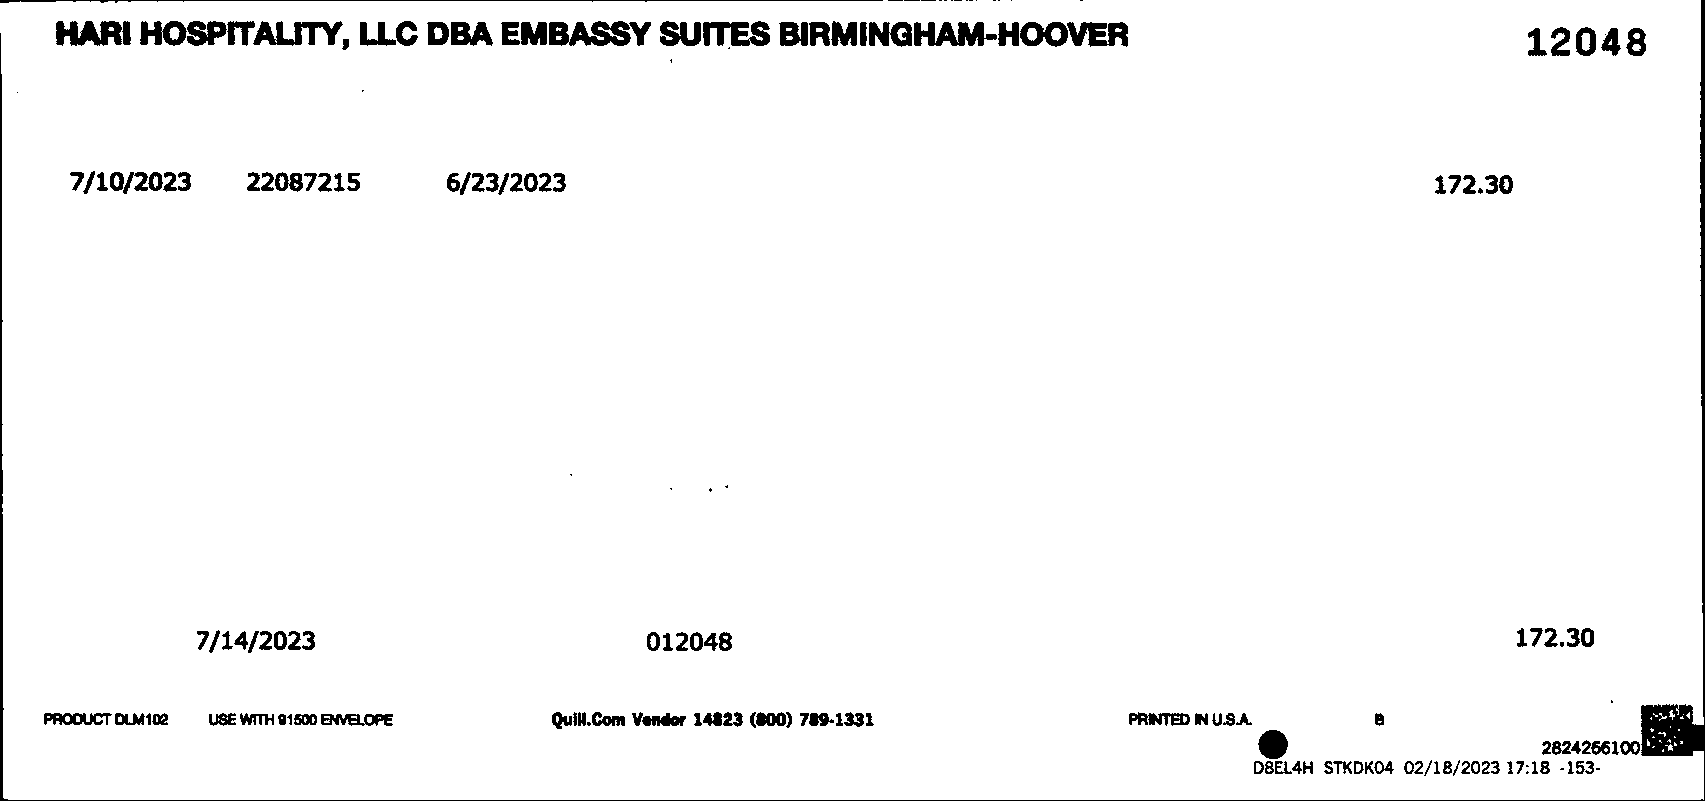 HARI HOSPITALITY, LLC DBA EMBASSY SUITES BIRMINGHAM-HOOVER 12048
7/10/2023 22087215 6/23/2023 172.30
7/14/2023 012048 172.30
PRODUCT DLM102 USE WITH 91500 ENVELOPE Quill.Com Vendor 14823 (800) 789-1331 PRINTED IN U.S.A. B
2824266100
D8EL4H STKDK04 02/18/2023 17:18 -153-